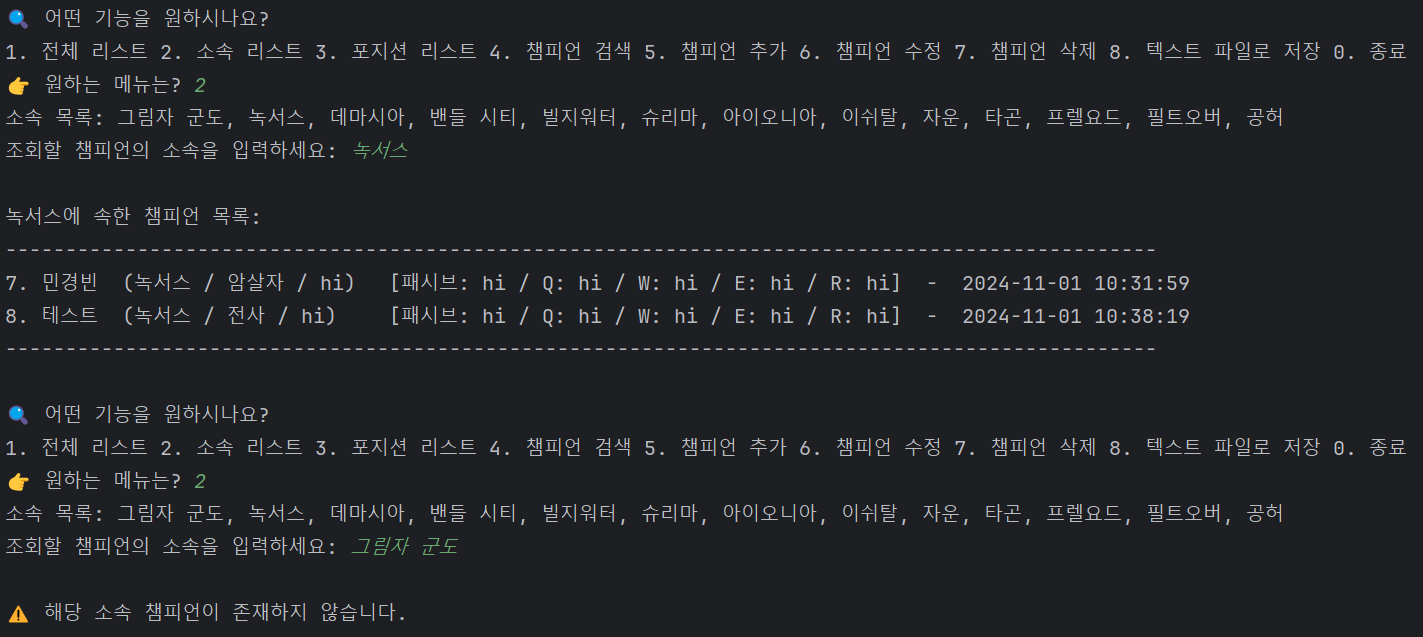 🔍 어떤 기능을 원하시나요?
1. 전체 리스트 2. 소속 리스트 3. 포지션 리스트 4. 챔피언 검색 5. 챔피언 추가 6. 챔피언 수정 7. 챔피언 삭제 8. 텍스트 파일로 저장 0. 종료
👉 원하는 메뉴는? 2
소속 목록: 그림자 군도, 녹서스, 데마시아, 밴들 시티, 빌지워터, 슈리마, 아이오니아, 이쉬탈, 자운, 타곤, 프렐요드, 필트오버, 공허
조회할 챔피언의 소속을 입력하세요: 녹서스
녹서스에 속한 챔피언 목록:
------------------------------------------------------------------------------------------------
7. 민경빈  (녹서스 / 암살자 / hi)   [패시브: hi / Q: hi / W: hi / E: hi / R: hi]  -  2024-11-01 10:31:59
8. 테스트  (녹서스 / 전사 / hi)    [패시브: hi / Q: hi / W: hi / E: hi / R: hi]  -  2024-11-01 10:38:19
------------------------------------------------------------------------------------------------
🔍 어떤 기능을 원하시나요?
1. 전체 리스트 2. 소속 리스트 3. 포지션 리스트 4. 챔피언 검색 5. 챔피언 추가 6. 챔피언 수정 7. 챔피언 삭제 8. 텍스트 파일로 저장 0. 종료
👉 원하는 메뉴는? 2
소속 목록: 그림자 군도, 녹서스, 데마시아, 밴들 시티, 빌지워터, 슈리마, 아이오니아, 이쉬탈, 자운, 타곤, 프렐요드, 필트오버, 공허
조회할 챔피언의 소속을 입력하세요: 그림자 군도
⚠️ 해당 소속 챔피언이 존재하지 않습니다.